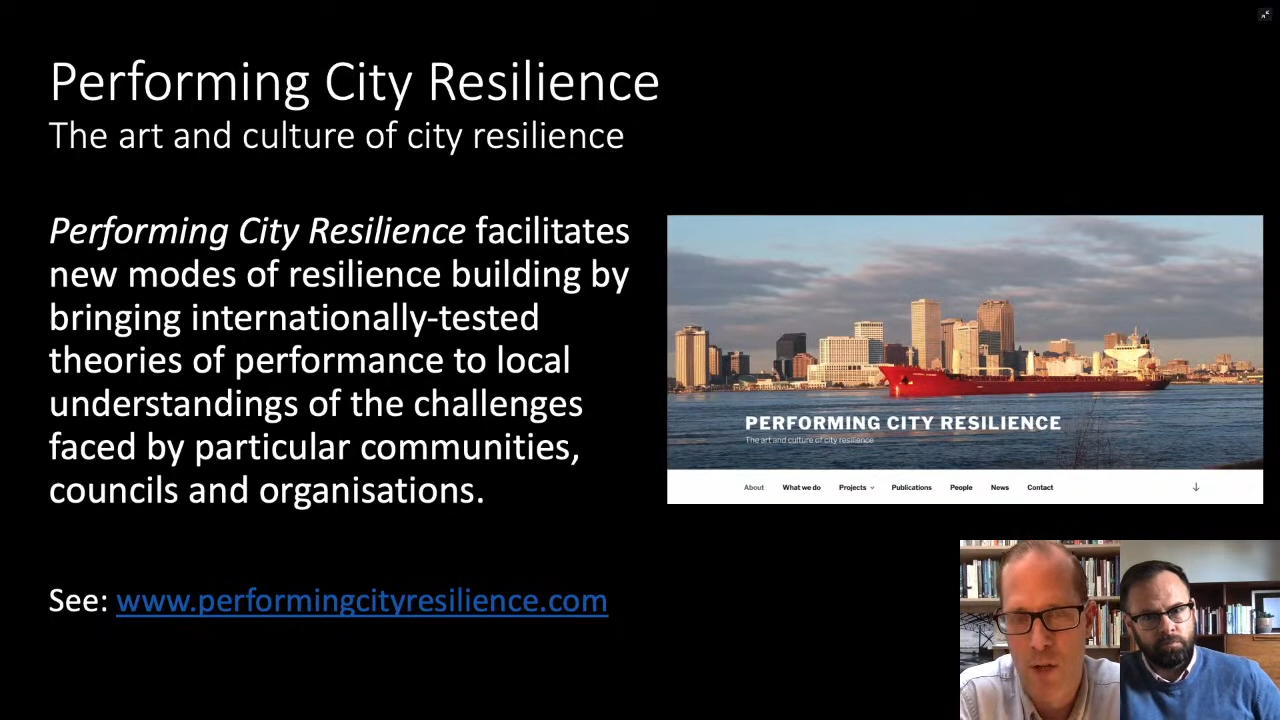 Performing City Resilience
The art and culture of city resilience
Performing City Resilience facilitates
new modes of resilience building by
bringing internationally-tested
theories of performance to local
understandings of the challenges
faced by particular communities,
councils and organisations.
See: www.performingcityresilience.com
PERFORMING CITY RESILIENCE
The art and culture of city resilience
About What we do Projects Publications People News Contact